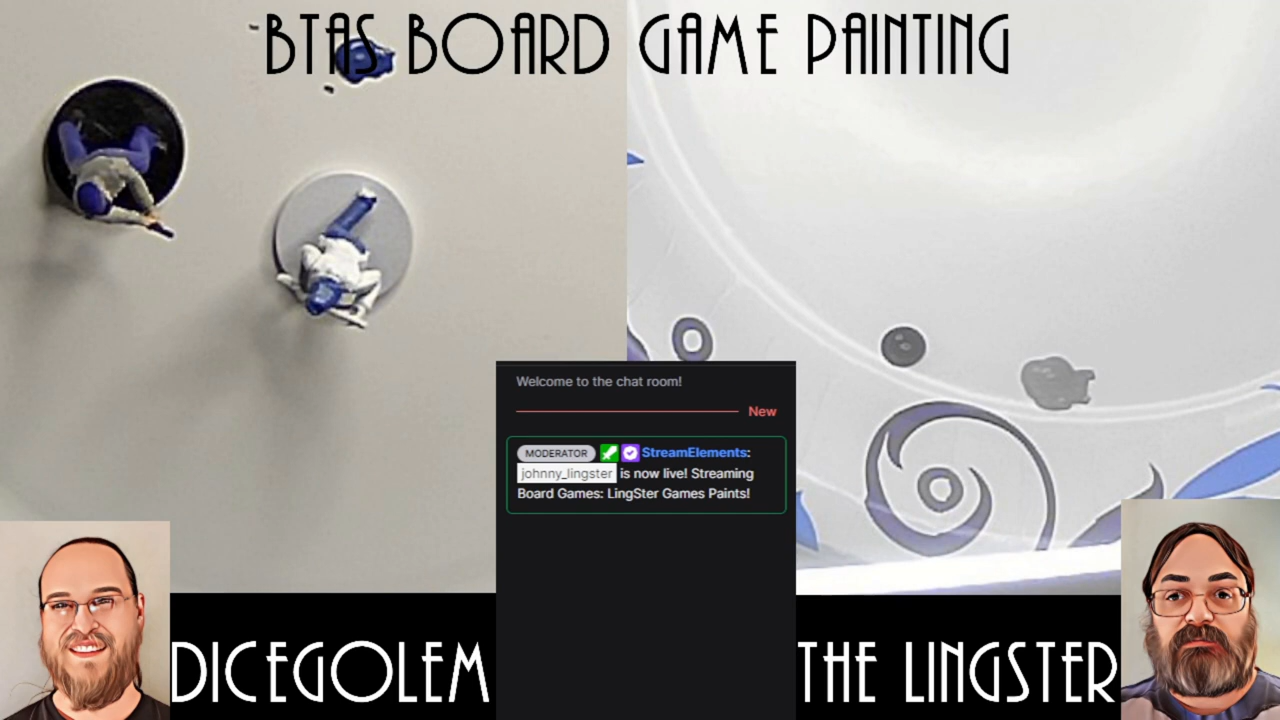 BTAS BOARD GAME PAINTING
Welcome to the chat room!
New
MODERATOR StreamElements:
johnny_lingster is now live! Streaming
Board Games: LingSter Games Paints!
DICEGOLEM
THE LINGSTER